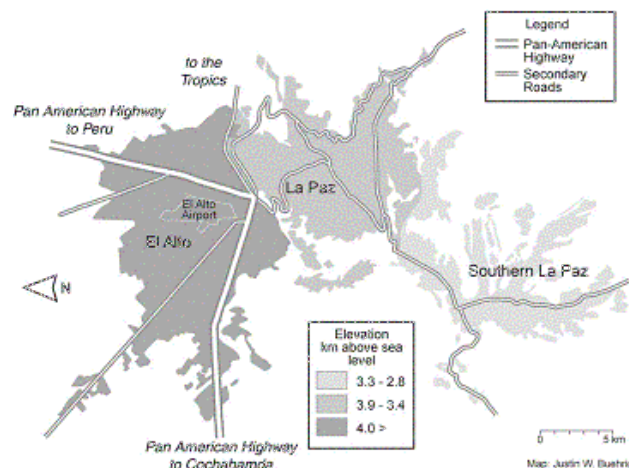 Legend
Pan-American
Highway
Secondary
Roads
to the
Tropics
Pan American Highway
to Peru
La Paz
El Alto
Airport
El Alto
N
Southern La Paz
Elevation
km above sea
level
3.3 - 2.8
3.9 - 3.4
4.0 >
0
5 km
Pan American Highway
to Cochabamda
Map: Justin W. Buehri